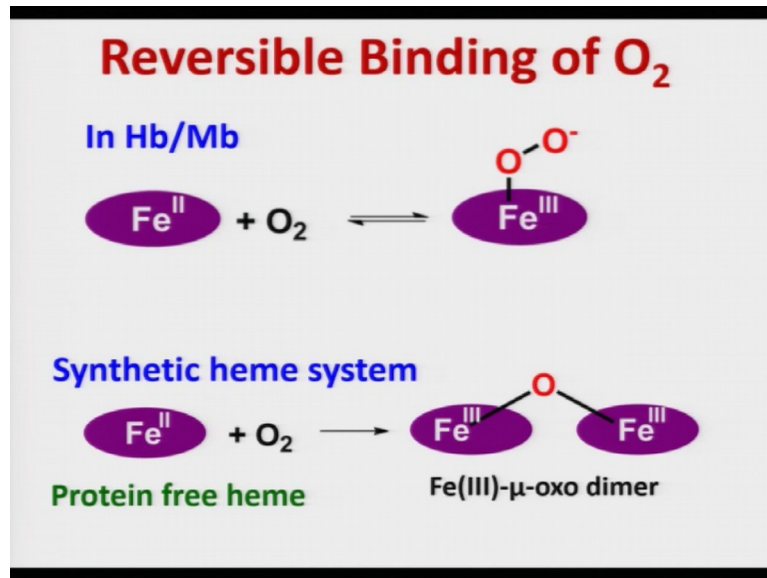 Reversible Binding of O₂
In Hb/Mb
O-O⁻
Feᴵᴵ + O₂ ⇌ Feᴵᴵᴵ
Synthetic heme system
O
Feᴵᴵ + O₂ → Feᴵᴵᴵ Feᴵᴵᴵ
Protein free heme
Fe(III)-μ-oxo dimer